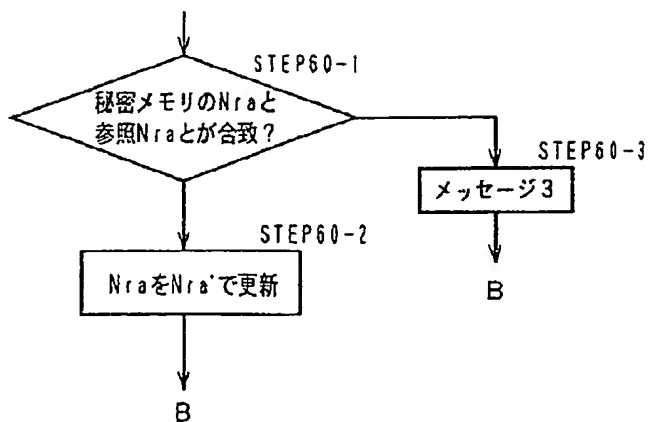 STEP60-1
秘密メモリのNraと
参照Nraとが合致?
STEP60-3
メッセージ3
B
STEP60-2
NraをNra'で更新
B